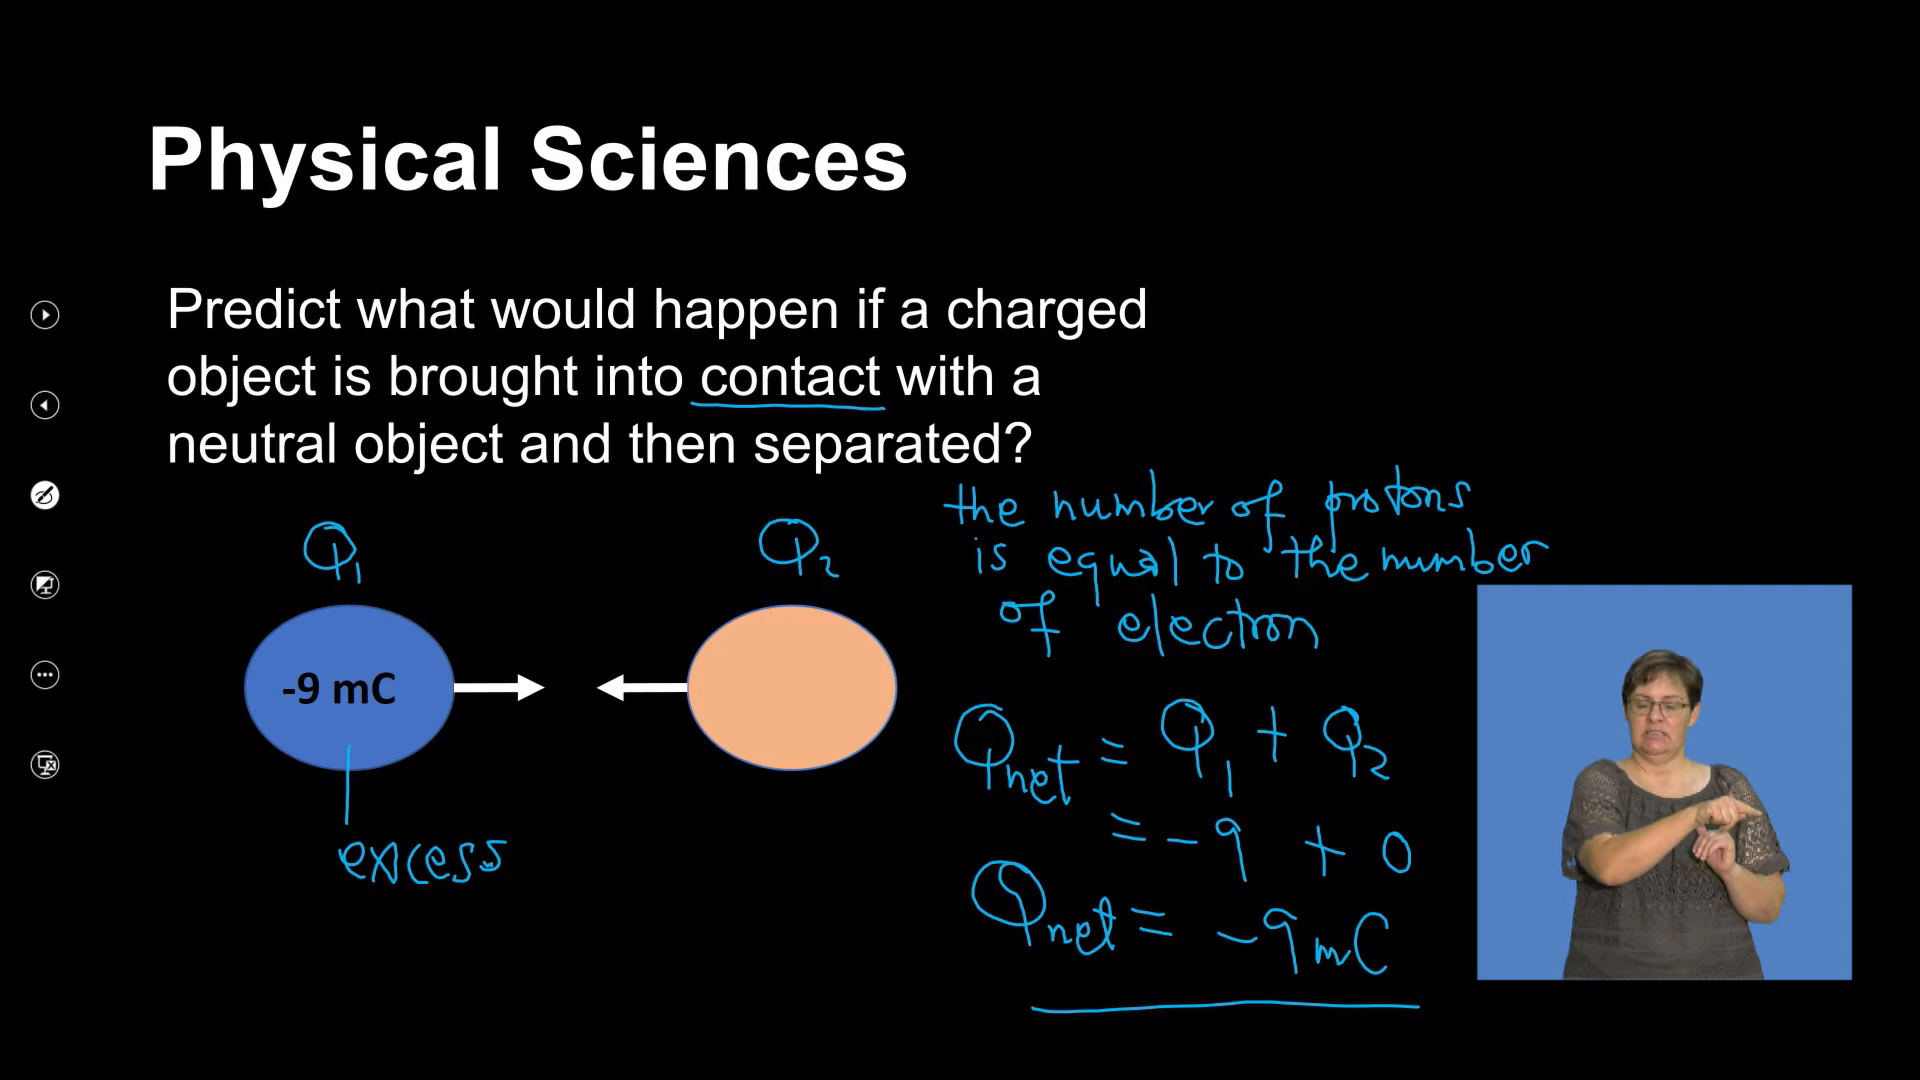 Physical Sciences
Predict what would happen if a charged
object is brought into contact with a
neutral object and then separated?
the number of protons
is equal to the number
of electron
Q1
Q2
-9 mC
excess
Qnet = Q1 + Q2
= -9 + 0
Qnet = -9 mC